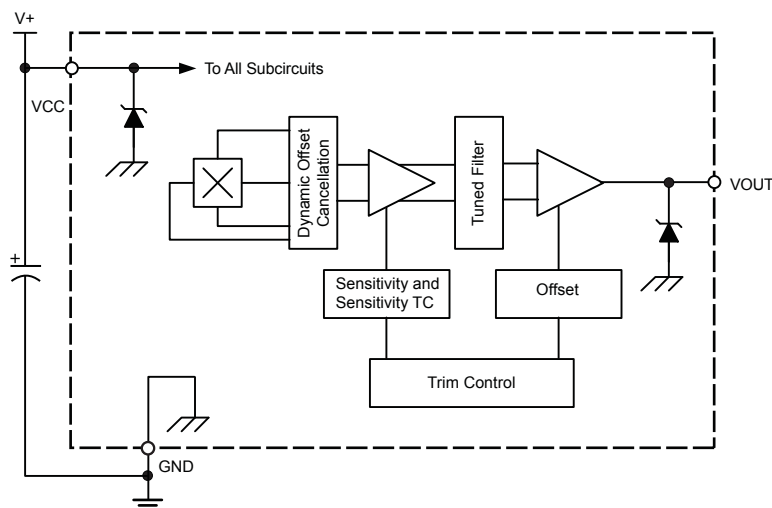 V+
To All Subcircuits
VCC
Dynamic Offset
Cancellation
Tuned Filter
VOUT
+
Sensitivity and
Sensitivity TC
Offset
Trim Control
GND